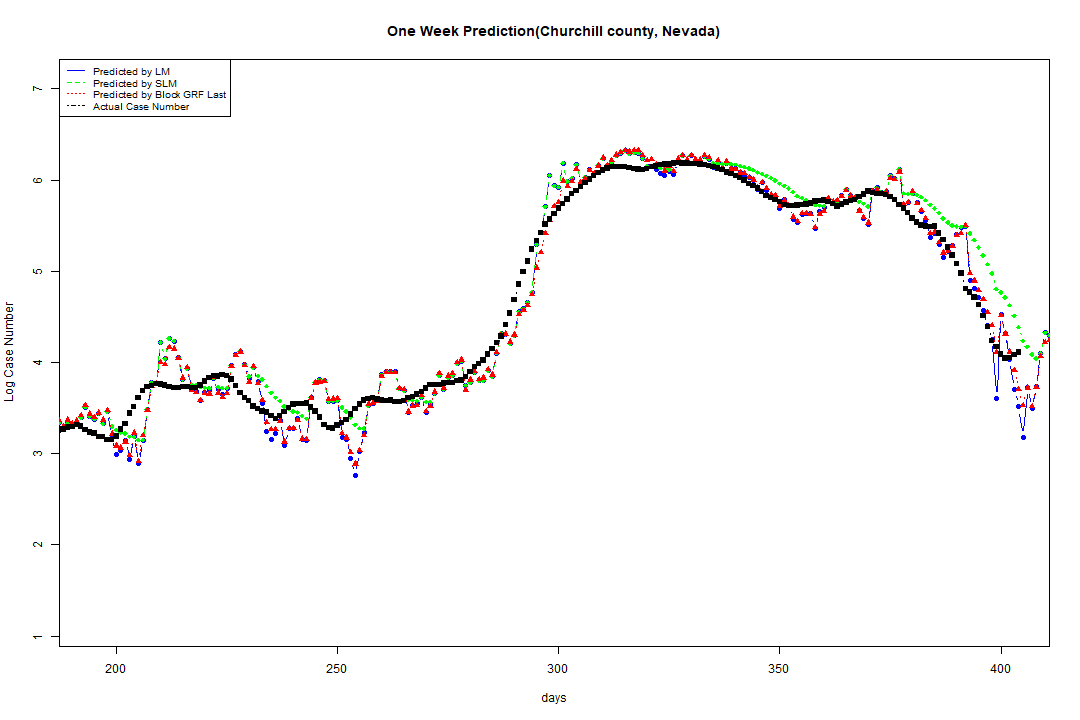 One Week Prediction(Churchill county, Nevada)
Predicted by LM
Predicted by SLM
Predicted by Block GRF Last
Actual Case Number
Log Case Number
7
6
5
4
3
2
1
200 250 300 350 400
days